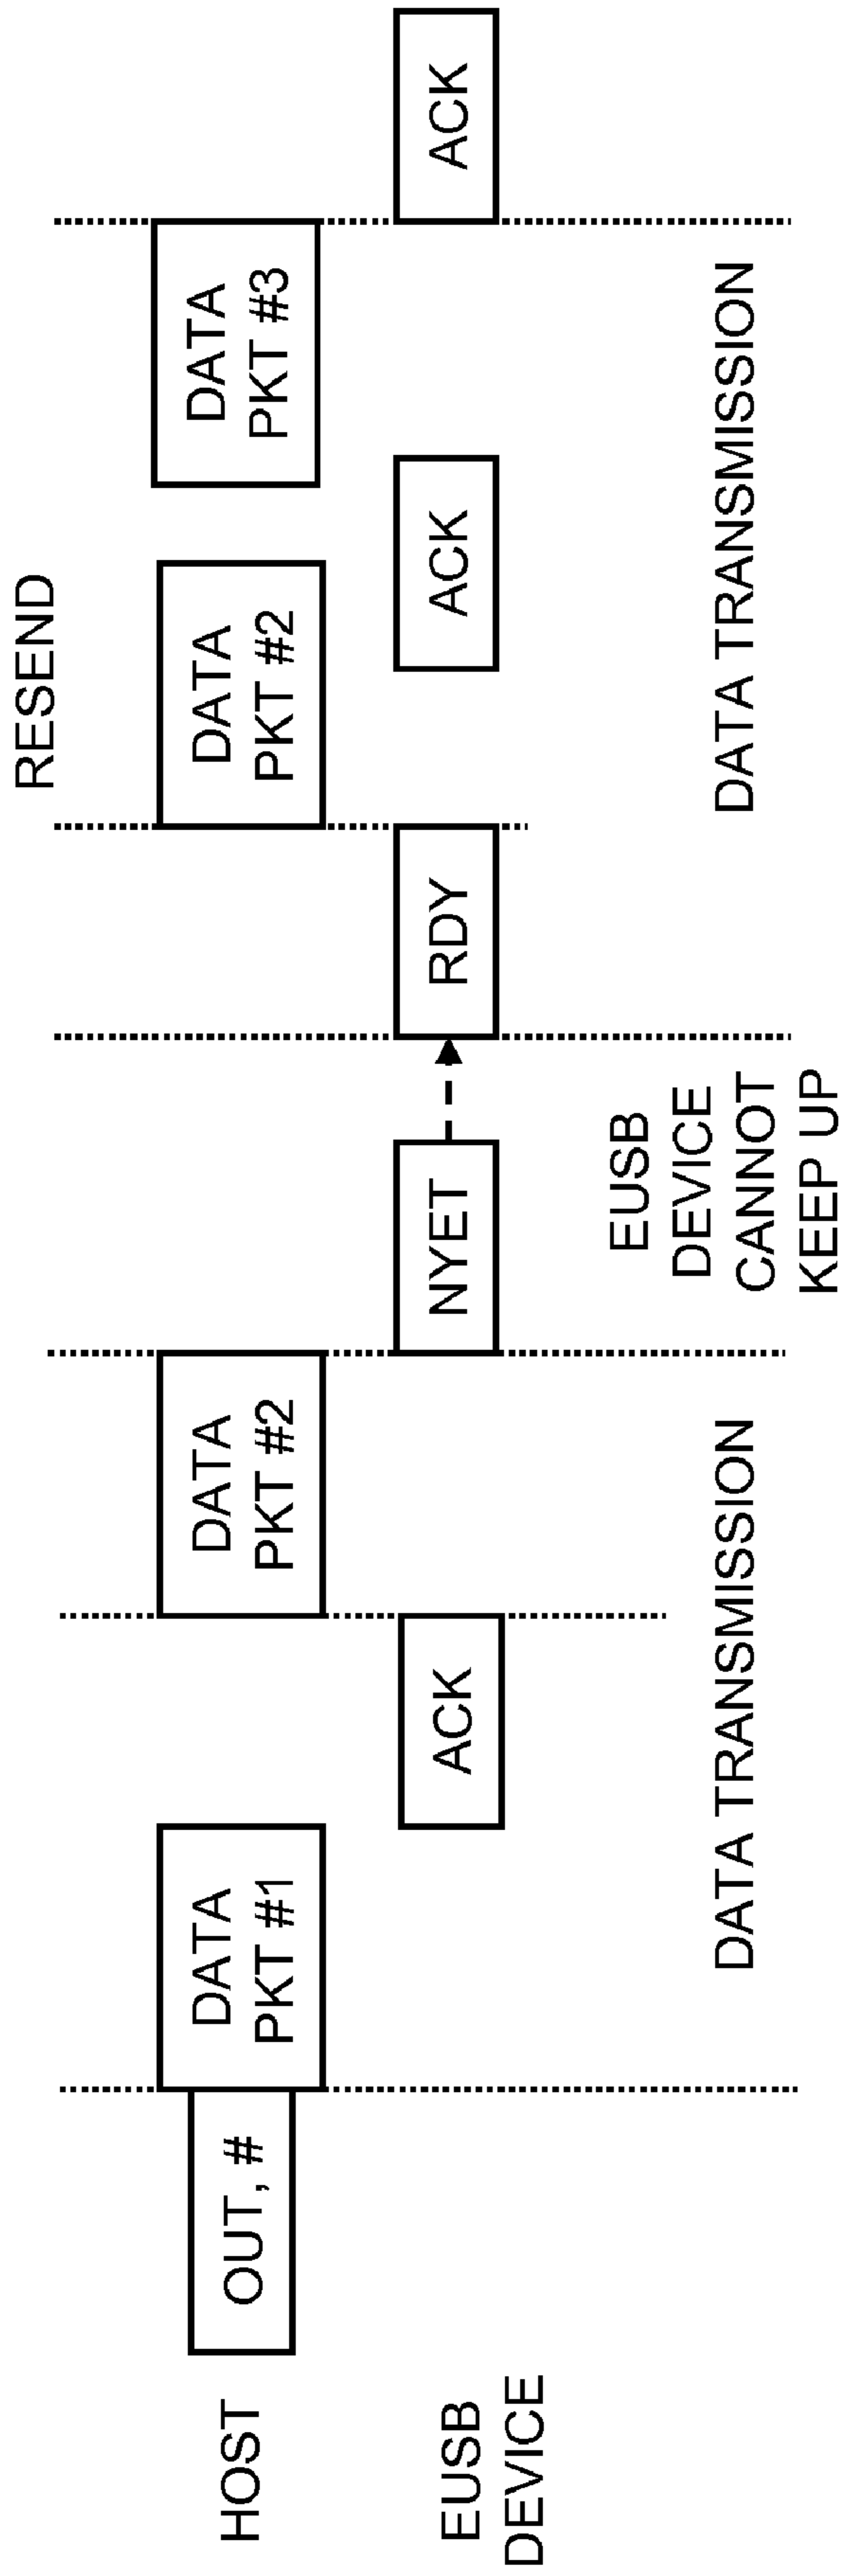 RESEND
HOST
OUT, #
DATA
PKT #1
DATA
PKT #2
DATA
PKT #2
DATA
PKT #3
EUSB
DEVICE
ACK
NYET
RDY
ACK
ACK
DATA TRANSMISSION
EUSB
DEVICE
CANNOT
KEEP UP
DATA TRANSMISSION